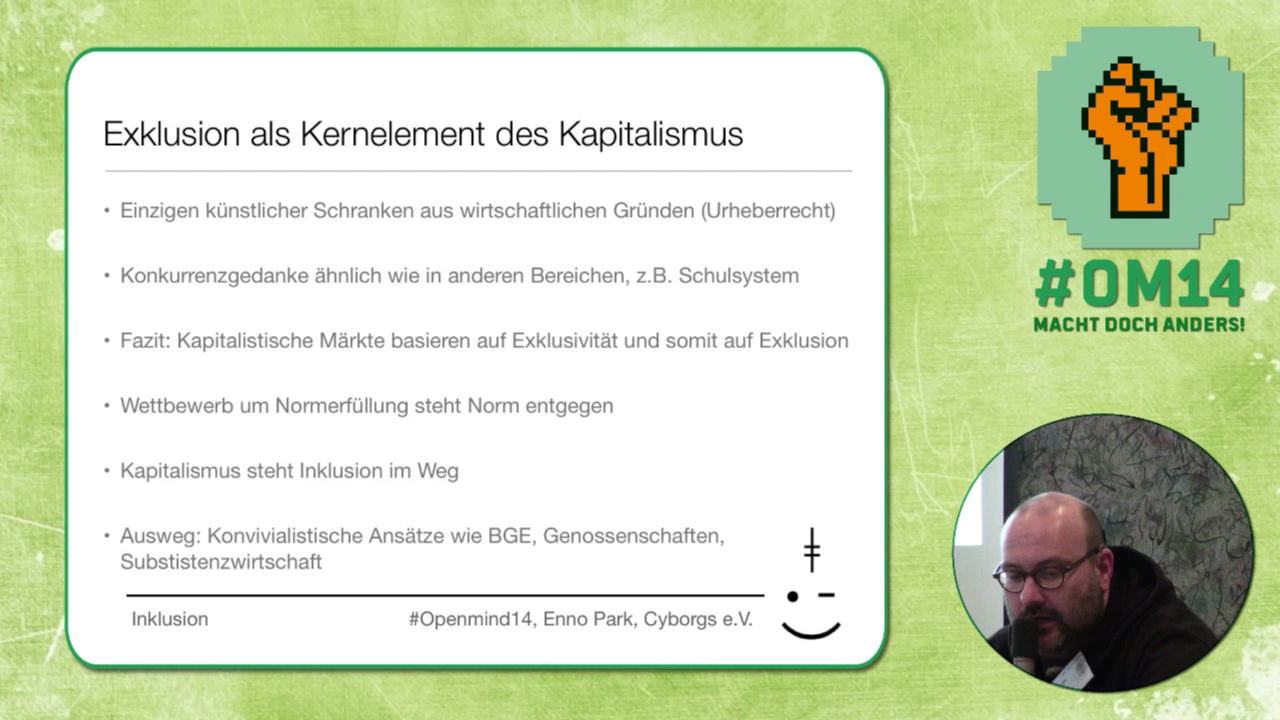 Exklusion als Kernelement des Kapitalismus
• Einzigen künstlicher Schranken aus wirtschaftlichen Gründen (Urheberrecht)
• Konkurrenzgedanke ähnlich wie in anderen Bereichen, z.B. Schulsystem
• Fazit: Kapitalistische Märkte basieren auf Exklusivität und somit auf Exklusion
• Wettbewerb um Normerfüllung steht Norm entgegen
• Kapitalismus steht Inklusion im Weg
• Ausweg: Konvivialistische Ansätze wie BGE, Genossenschaften,
Substistenzwirtschaft
Inklusion
#Openmind14, Enno Park, Cyborgs e.V.
#OM14
MACHT DOCH ANDERS!